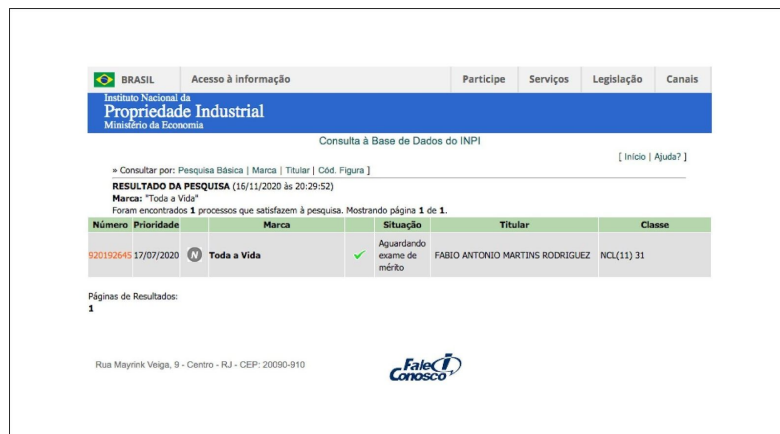 BRASIL Acesso à informação Participe Serviços Legislação Canais
Instituto Nacional da
Propriedade Industrial
Ministério da Economia
Consulta à Base de Dados do INPI
[ Início | Ajuda? ]
» Consultar por: Pesquisa Básica | Marca | Titular | Cód. Figura ]
RESULTADO DA PESQUISA (16/11/2020 às 20:29:52)
Marca: "Toda a Vida"
Foram encontrados 1 processos que satisfazem à pesquisa. Mostrando página 1 de 1.
Número Prioridade Marca Situação Titular Classe
920192645 17/07/2020 N Toda a Vida Aguardando exame de mérito FABIO ANTONIO MARTINS RODRIGUEZ NCL(11) 31
Páginas de Resultados:
1
Rua Mayrink Veiga, 9 - Centro - RJ - CEP: 20090-910
Fale
Conosco i